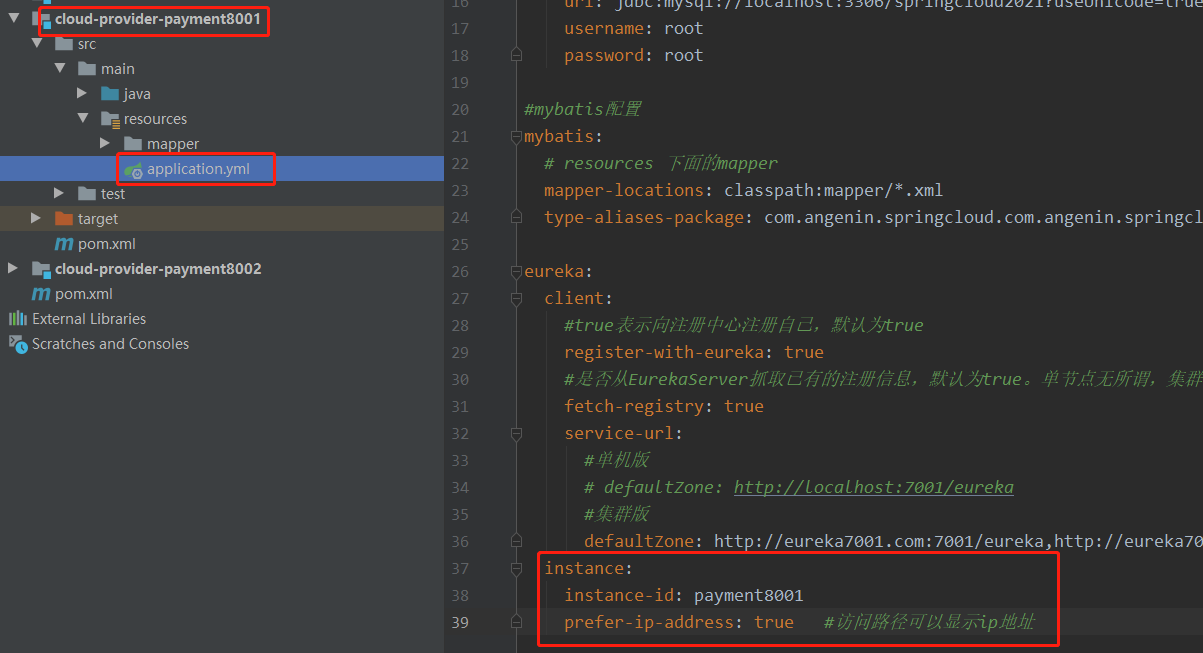 cloud-provider-payment8001
src
main
java
resources
mapper
application.yml
test
target
pom.xml
cloud-provider-payment8002
pom.xml
External Libraries
Scratches and Consoles
16 url: jdbc:mysql://localhost:3306/springcloud2021?useUnicode=true
17 username: root
18 password: root
19
20 #mybatis配置
21 mybatis:
22 # resources 下面的mapper
23 mapper-locations: classpath:mapper/*.xml
24 type-aliases-package: com.angenin.springcloud.com.angenin.springcl
25
26 eureka:
27 client:
28 #true表示向注册中心注册自己，默认为true
29 register-with-eureka: true
30 #是否从EurekaServer抓取已有的注册信息，默认为true。单节点无所谓，集群
31 fetch-registry: true
32 service-url:
33 #单机版
34 # defaultZone: http://localhost:7001/eureka
35 #集群版
36 defaultZone: http://eureka7001.com:7001/eureka,http://eureka70
37 instance:
38 instance-id: payment8001
39 prefer-ip-address: true #访问路径可以显示ip地址